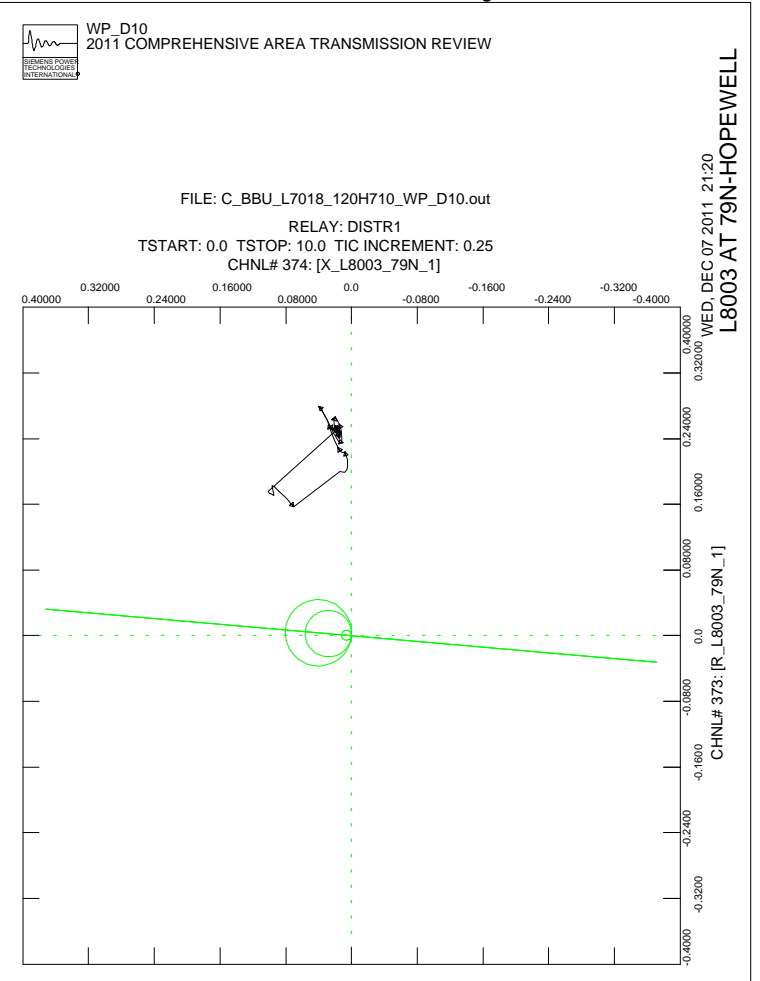 WP_D10
2011 COMPREHENSIVE AREA TRANSMISSION REVIEW
SIEMENS POWER
TECHNOLOGIES
INTERNATIONAL
FILE: C_BBU_L7018_120H710_WP_D10.out
RELAY: DISTR1
TSTART: 0.0 TSTOP: 10.0 TIC INCREMENT: 0.25
CHNL# 374: [X_L8003_79N_1]
0.40000 0.32000 0.24000 0.16000 0.08000 0.0 -0.0800 -0.1600 -0.2400 -0.3200 -0.4000
WED, DEC 07 2011 21:20
L8003 AT 79N-HOPEWELL
CHNL# 373: [R_L8003_79N_1]
-0.4000 -0.3200 -0.2400 -0.1600 -0.0800 0.0 0.08000 0.16000 0.24000 0.32000 0.40000